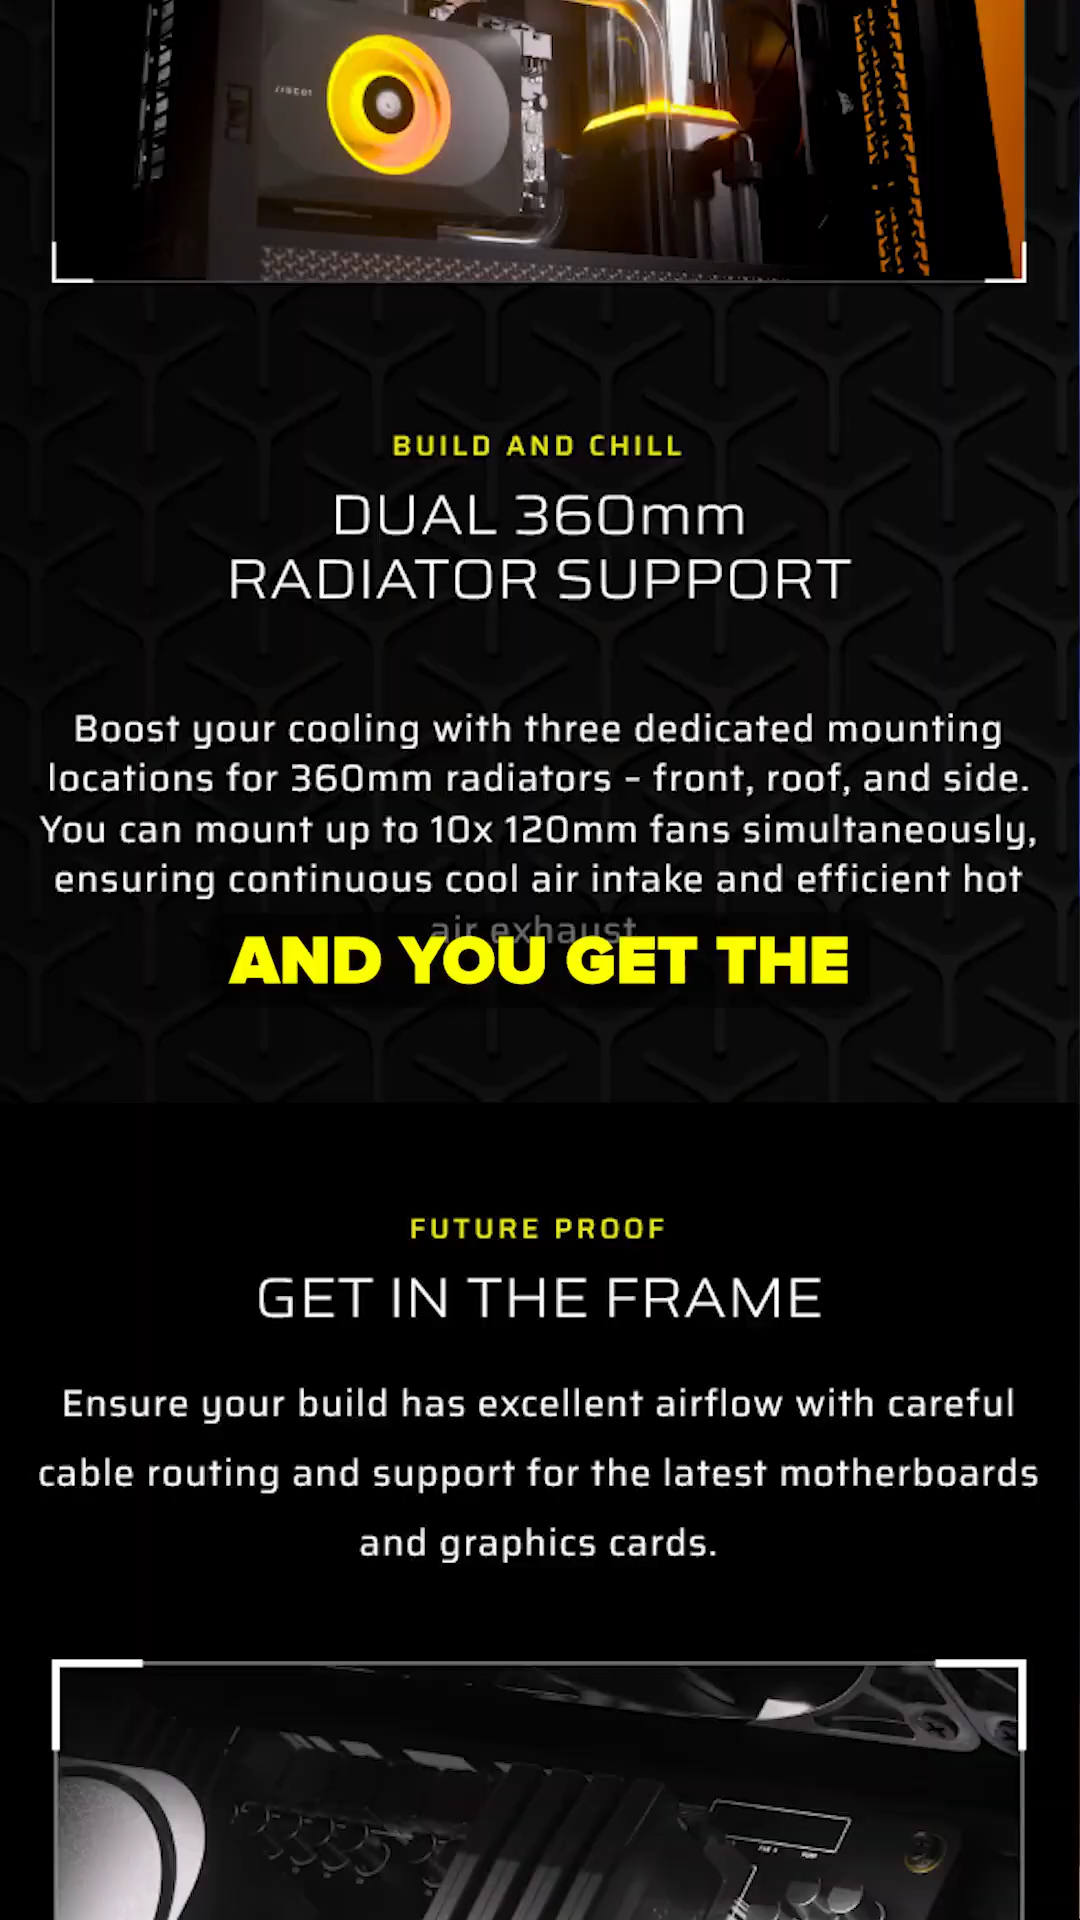 BUILD AND CHILL
DUAL 360mm
RADIATOR SUPPORT
Boost your cooling with three dedicated mounting
locations for 360mm radiators – front, roof, and side.
You can mount up to 10x 120mm fans simultaneously,
ensuring continuous cool air intake and efficient hot
air exhaust
AND YOU GET THE
FUTURE PROOF
GET IN THE FRAME
Ensure your build has excellent airflow with careful
cable routing and support for the latest motherboards
and graphics cards.